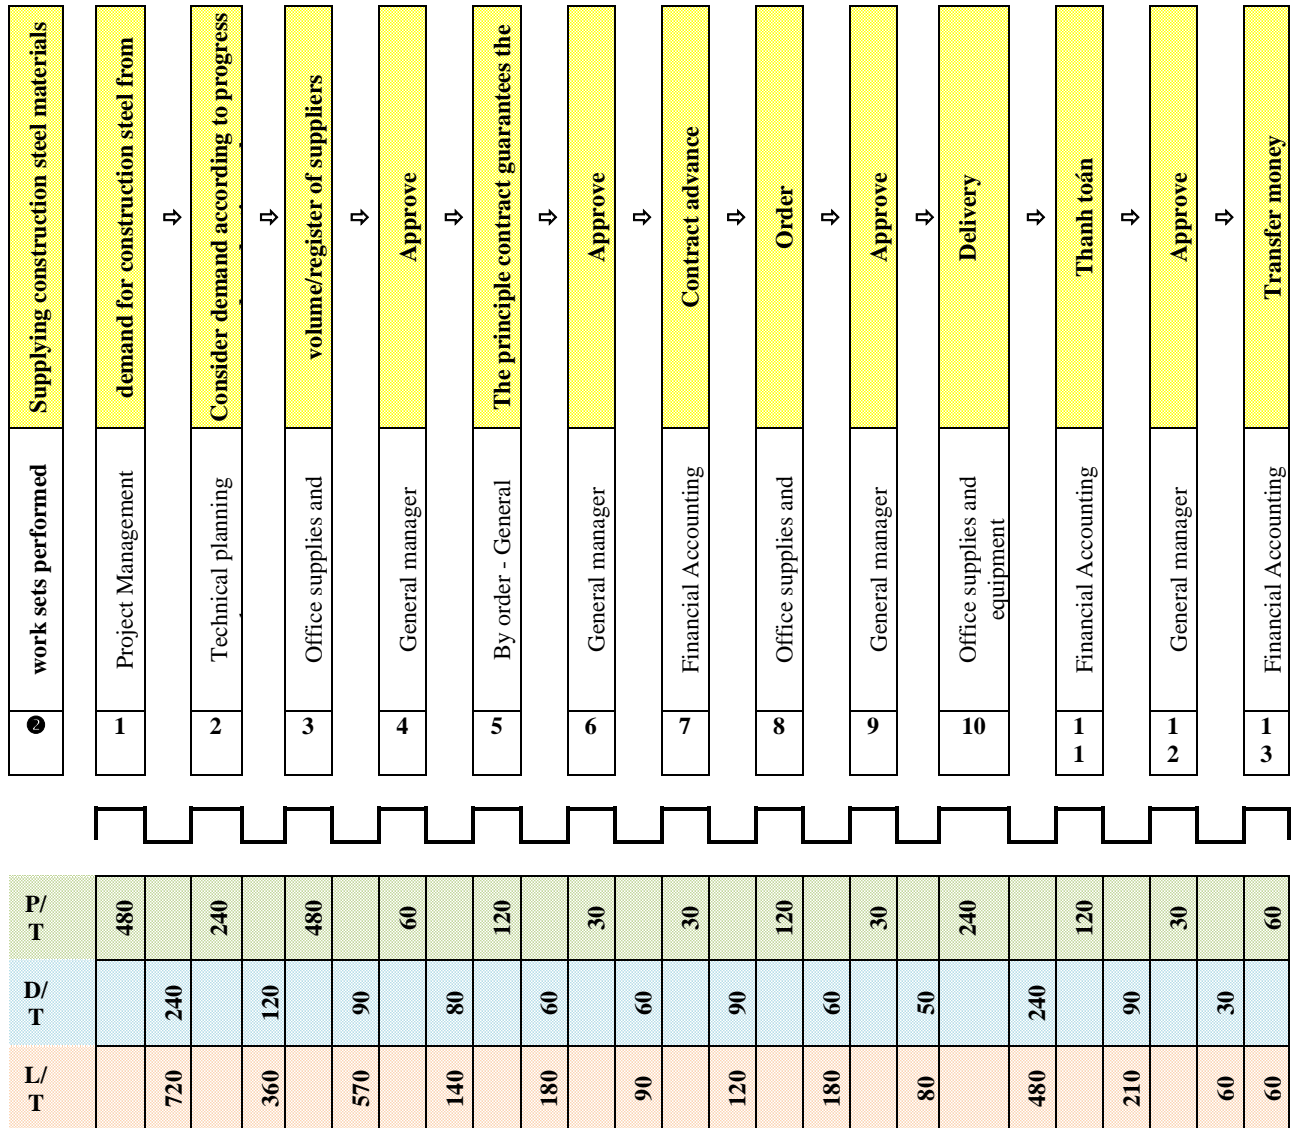 Supplying construction steel materials
work sets performed
❷
demand for construction steel from
Project Management
1
⇩
Consider demand according to progress
Technical planning
2
⇩
volume/register of suppliers
Office supplies and
3
⇩
Approve
General manager
4
⇩
The principle contract guarantees the
By order - General
5
⇩
Approve
General manager
6
⇩
Contract advance
Financial Accounting
7
⇩
Order
Office supplies and
8
⇩
Approve
General manager
9
⇩
Delivery
Office supplies and
equipment
10
⇩
Thanh toán
Financial Accounting
1
1
⇩
Approve
General manager
1
2
⇩
Transfer money
Financial Accounting
1
3
P/
T
480 240 480 60 120 30 30 120 30 240 120 30 60
D/
T
240 120 90 80 60 60 90 60 50 240 90 30
L/
T
720 360 570 140 180 90 120 180 80 480 210 60 60